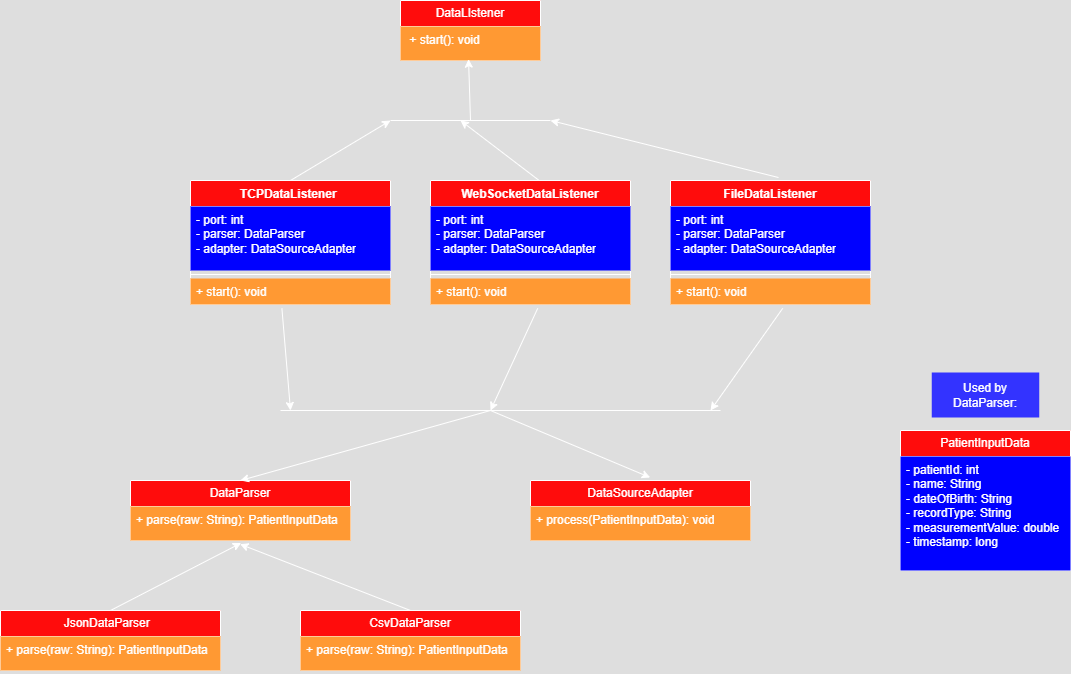 DataLIstener
+ start(): void
TCPDataListener
- port: int
- parser: DataParser
- adapter: DataSourceAdapter
+ start(): void
WebSocketDataListener
- port: int
- parser: DataParser
- adapter: DataSourceAdapter
+ start(): void
FileDataListener
- port: int
- parser: DataParser
- adapter: DataSourceAdapter
+ start(): void
Used by
DataParser:
PatientInputData
- patientId: int
- name: String
- dateOfBirth: String
- recordType: String
- measurementValue: double
- timestamp: long
DataParser
+ parse(raw: String): PatientInputData
DataSourceAdapter
+ process(PatientInputData): void
JsonDataParser
+ parse(raw: String): PatientInputData
CsvDataParser
+ parse(raw: String): PatientInputData